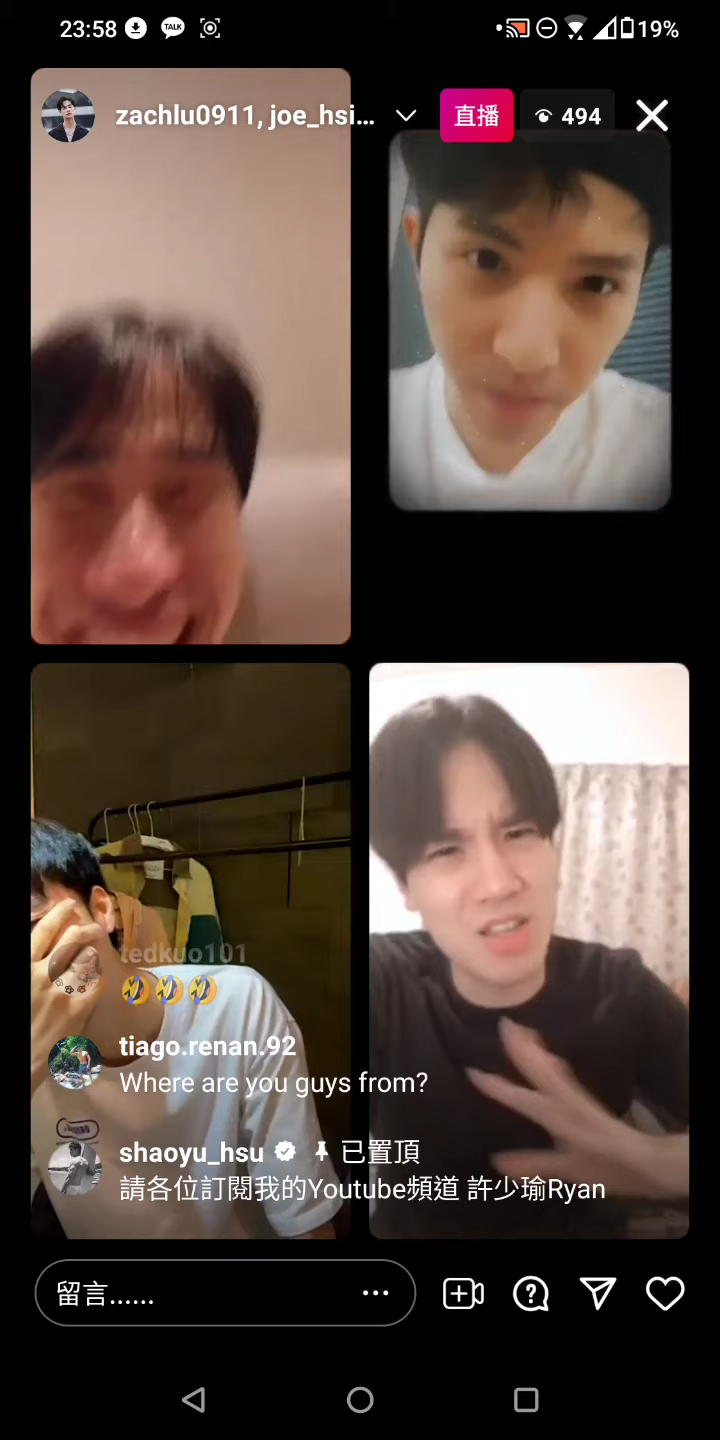 23:58
TALK
19%
zachlu0911, joe_hsi...
直播
494
tedkuo101
🤣🤣🤣
tiago.renan.92
Where are you guys from?
shaoyu_hsu 已置頂
請各位訂閱我的Youtube頻道 許少瑜Ryan
留言......